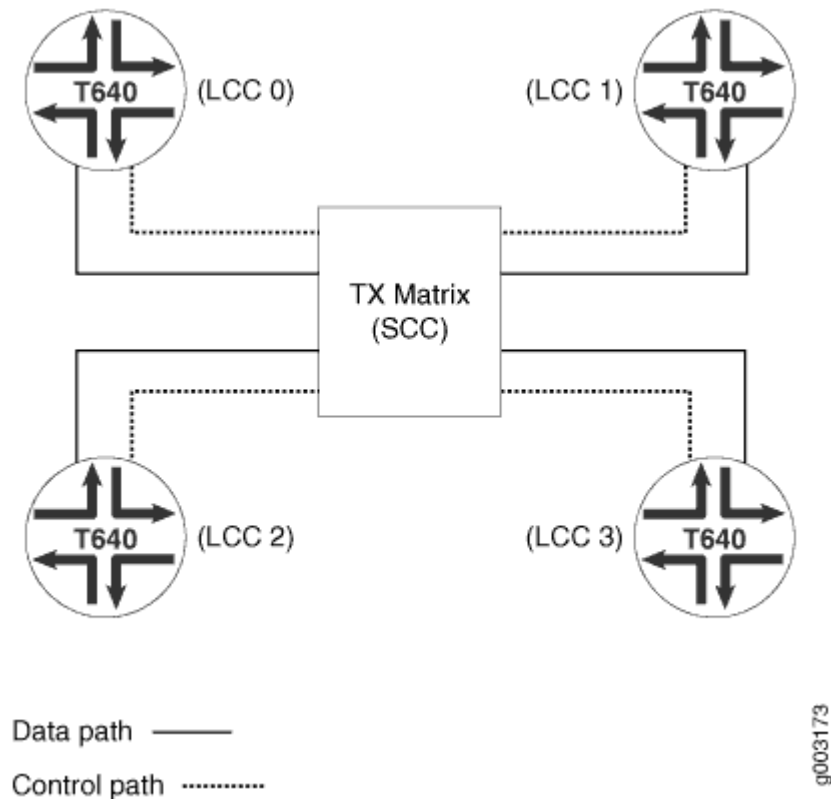 T640
(LCC 0)
(LCC 1)
T640
TX Matrix
(SCC)
T640
(LCC 2)
(LCC 3)
T640
Data path
Control path
g003173